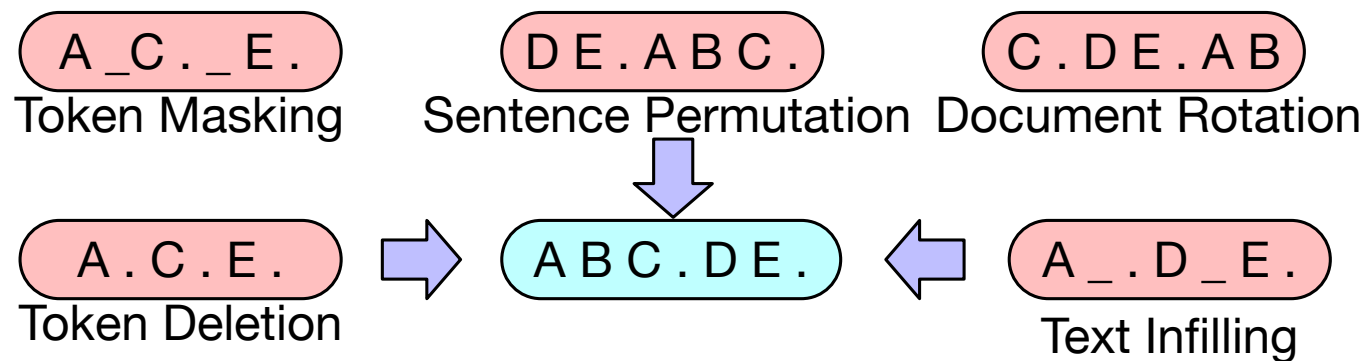 A _C . _ E .
D E . A B C .
C . D E . A B
Token Masking
Sentence Permutation
Document Rotation
A . C . E .
A B C . D E .
A _ . D _ E .
Token Deletion
Text Infilling